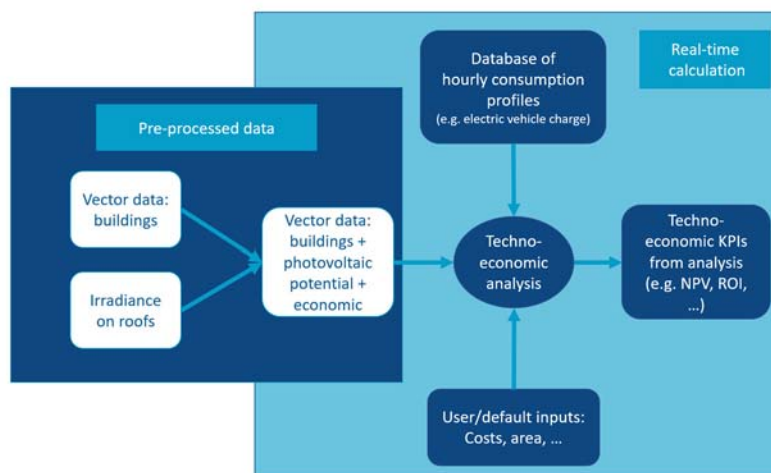 Pre-processed data
Vector data:
buildings
Irradiance
on roofs
Vector data:
buildings +
photovoltaic
potential +
economic
Database of
hourly consumption
profiles
(e.g. electric vehicle charge)
Real-time
calculation
Techno-
economic
analysis
Techno-
economic KPIs
from analysis
(e.g. NPV, ROI,
...)
User/default inputs:
Costs, area, ...